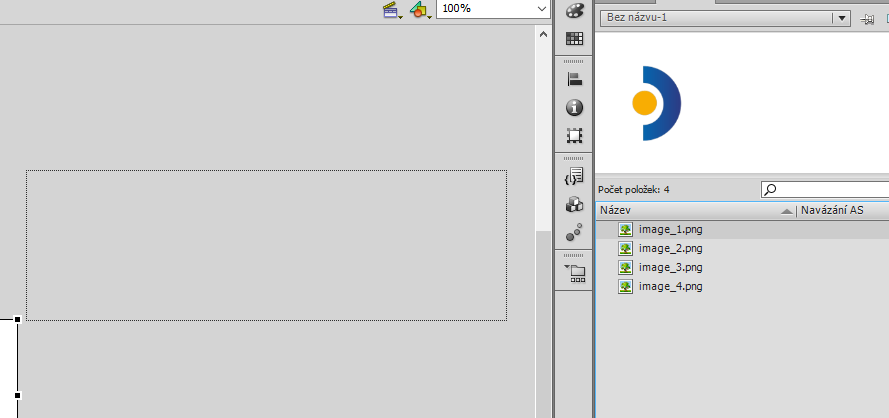 100%
Bez názvu-1
Počet položek: 4
Název Navázání AS
image_1.png
image_2.png
image_3.png
image_4.png